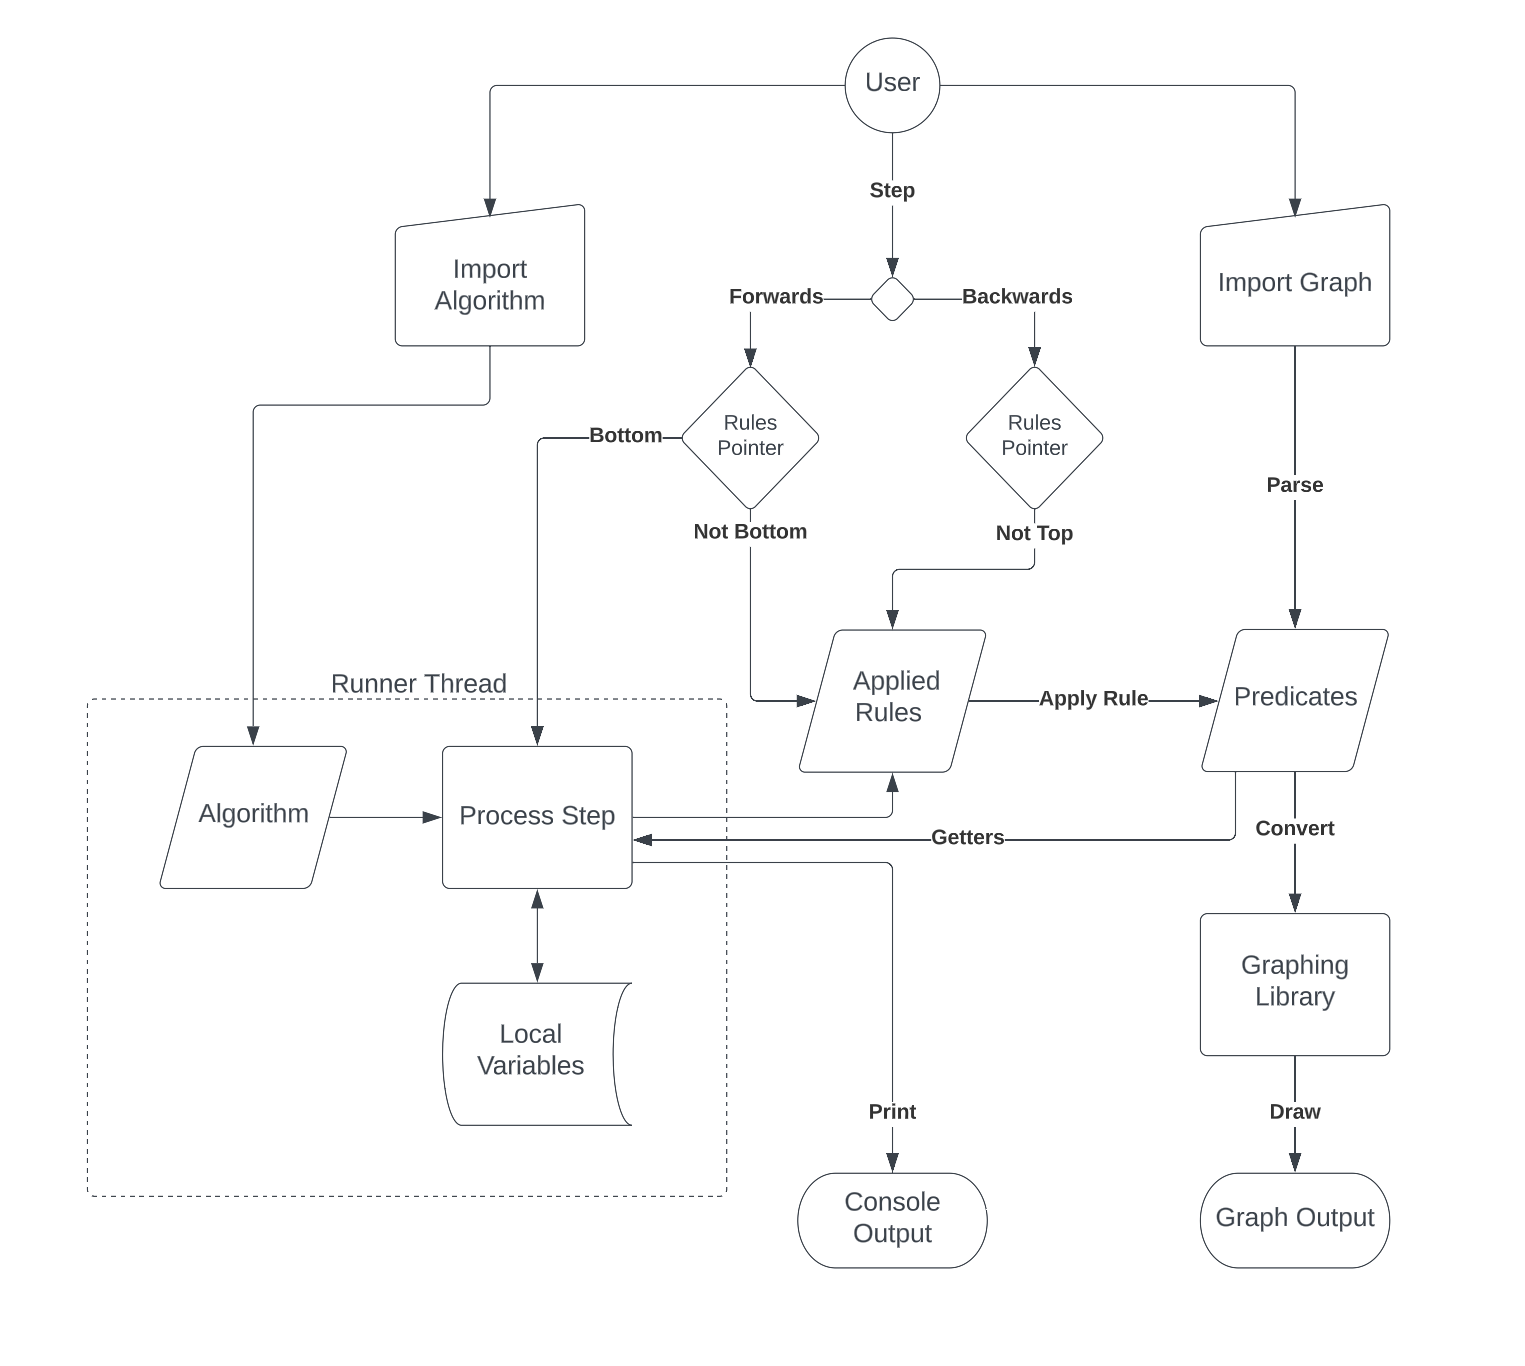 User
Step
Import
Algorithm
Forwards
Backwards
Import Graph
Rules
Pointer
Rules
Pointer
Bottom
Not Bottom
Not Top
Parse
Runner Thread
Applied
Rules
Apply Rule
Predicates
Algorithm
Process Step
Getters
Convert
Local
Variables
Graphing
Library
Print
Draw
Console
Output
Graph Output